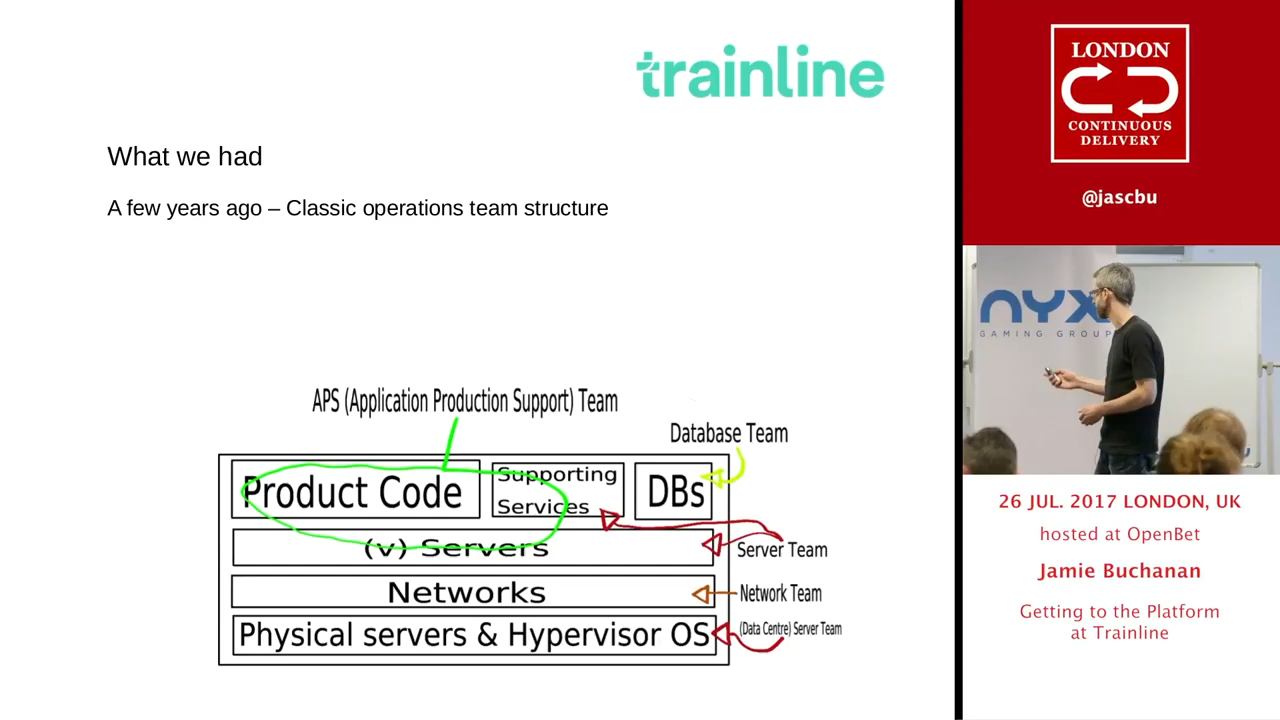 trainline
What we had
A few years ago – Classic operations team structure
APS (Application Production Support) Team
Database Team
Product Code
Supporting
Services
DBs
(v) Servers
Server Team
Networks
Network Team
Physical servers & Hypervisor OS
(Data Centre) Server Team
LONDON
CONTINUOUS
DELIVERY
@jascbu
NYX
GAMING GROUP
26 JUL. 2017 LONDON, UK
hosted at OpenBet
Jamie Buchanan
Getting to the Platform
at Trainline